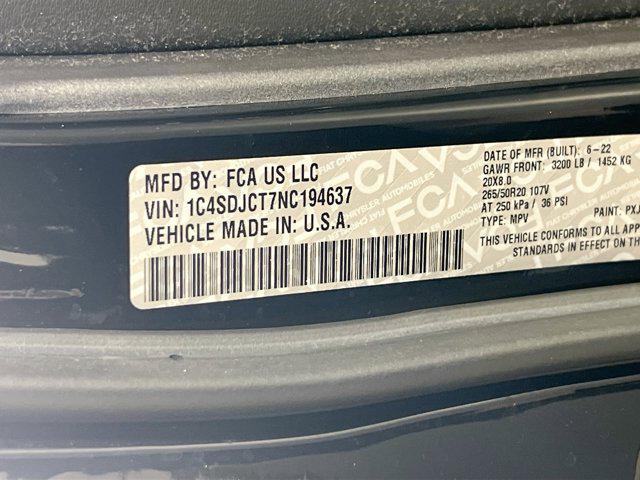 MFD BY: FCA US LLC
VIN: 1C4SDJCT7NC194637
VEHICLE MADE IN: U.S.A.
DATE OF MFR (BUILT): 6-22
GAWR FRONT: 3200 LB / 1452 KG
20X8.0
265/50R20 107V
AT 250 kPa / 36 PSI
TYPE: MPV PAINT: PXJ
THIS VEHICLE CONFORMS TO ALL APP
STANDARDS IN EFFECT ON THE